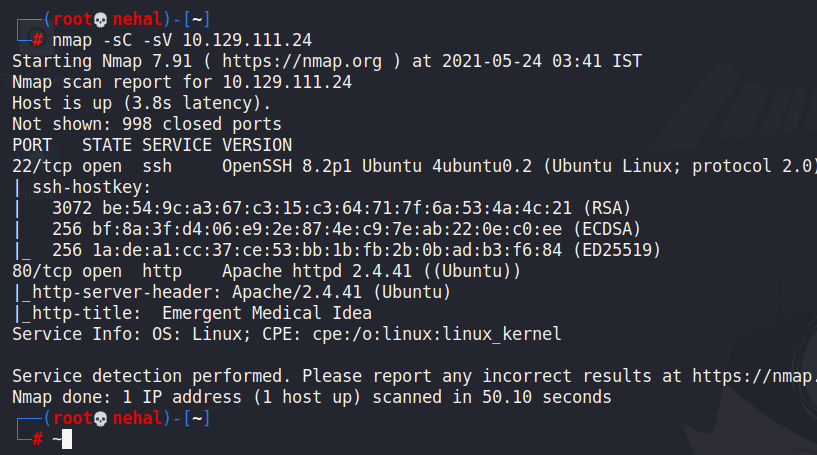 ┌──(root💀nehal)-[~]
└─# nmap -sC -sV 10.129.111.24
Starting Nmap 7.91 ( https://nmap.org ) at 2021-05-24 03:41 IST
Nmap scan report for 10.129.111.24
Host is up (3.8s latency).
Not shown: 998 closed ports
PORT   STATE SERVICE VERSION
22/tcp open  ssh     OpenSSH 8.2p1 Ubuntu 4ubuntu0.2 (Ubuntu Linux; protocol 2.0)
| ssh-hostkey:
|   3072 be:54:9c:a3:67:c3:15:c3:64:71:7f:6a:53:4a:4c:21 (RSA)
|   256 bf:8a:3f:d4:06:e9:2e:87:4e:c9:7e:ab:22:0e:c0:ee (ECDSA)
|_  256 1a:de:a1:cc:37:ce:53:bb:1b:fb:2b:0b:ad:b3:f6:84 (ED25519)
80/tcp open  http    Apache httpd 2.4.41 ((Ubuntu))
|_http-server-header: Apache/2.4.41 (Ubuntu)
|_http-title:  Emergent Medical Idea
Service Info: OS: Linux; CPE: cpe:/o:linux:linux_kernel
Service detection performed. Please report any incorrect results at https://nmap.
Nmap done: 1 IP address (1 host up) scanned in 50.10 seconds
┌──(root💀nehal)-[~]
└─# ~